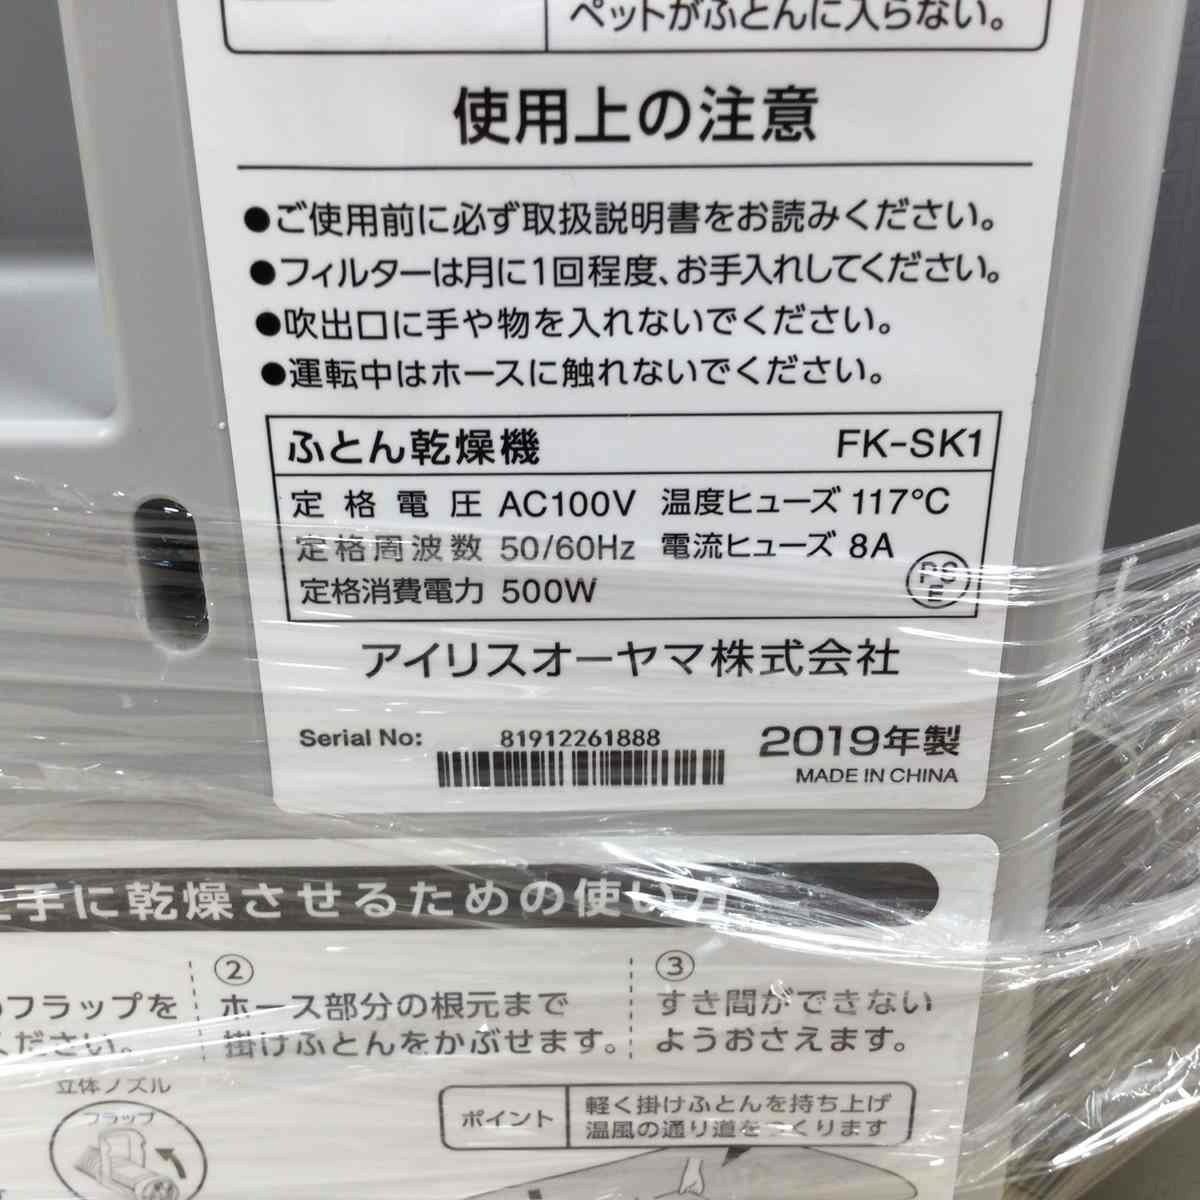 ペットがふとんに入らない。
使用上の注意
●ご使用前に必ず取扱説明書をお読みください。
●フィルターは月に1回程度、お手入れしてください。
●吹出口に手や物を入れないでください。
●運転中はホースに触れないでください。
ふとん乾燥機 FK-SK1
定格電圧 AC100V 温度ヒューズ 117℃
定格周波数 50/60Hz 電流ヒューズ 8A
定格消費電力 500W
PSE
アイリスオーヤマ株式会社
Serial No: 81912261888
2019年製
MADE IN CHINA
手に乾燥させるための使い方
フラップを
ください。
立体ノズル
フラップ
②
ホース部分の根元まで
掛けふとんをかぶせます。
③
すき間ができない
ようおさえます。
ポイント
軽く掛けふとんを持ち上げ
温風の通り道をつくります